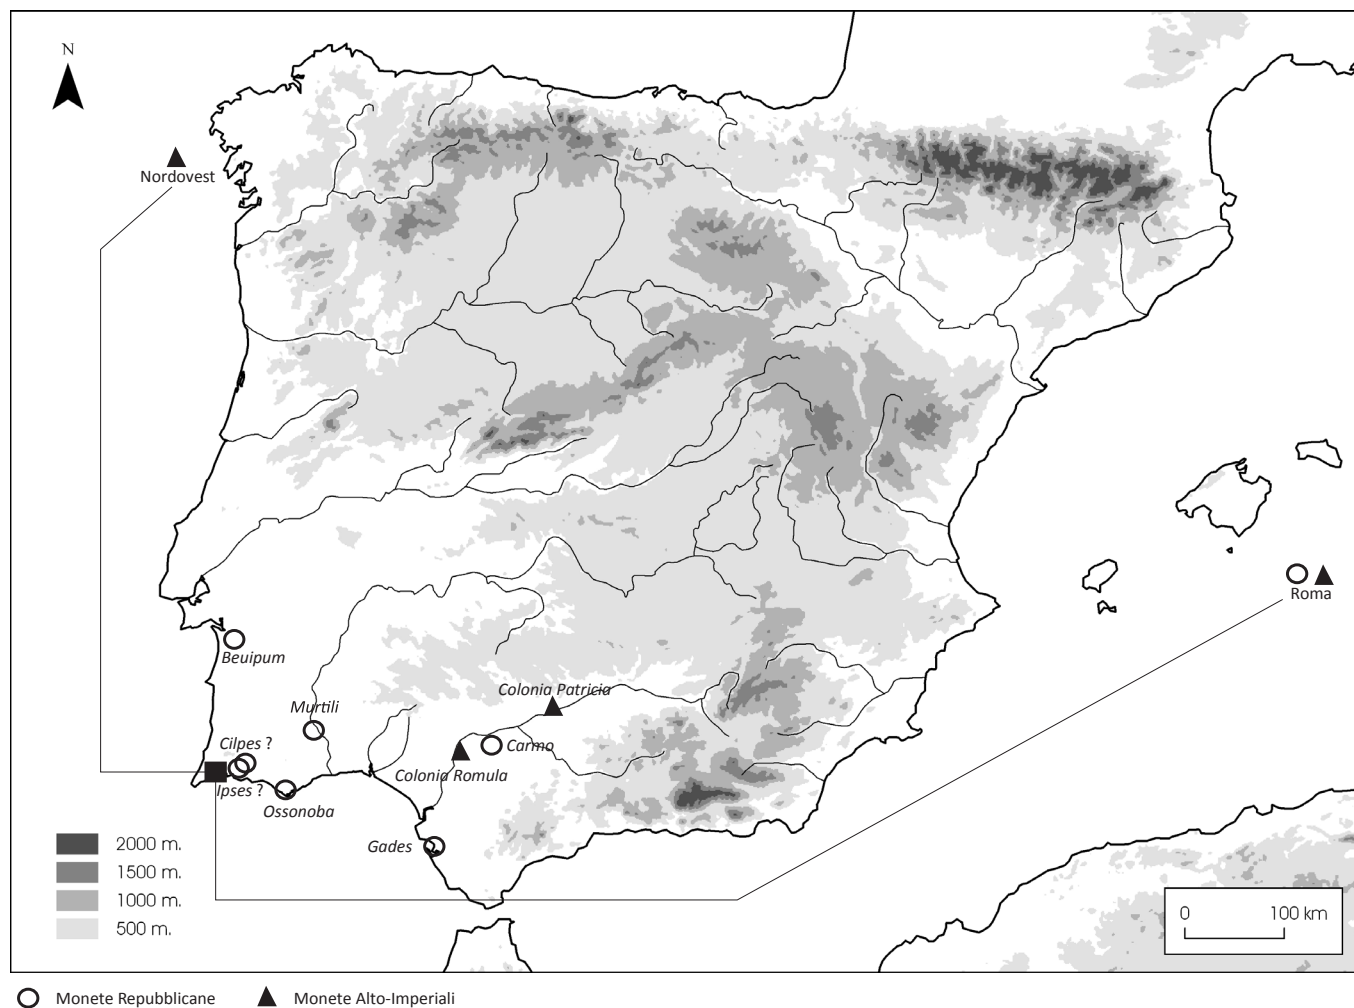 N
Nordovest
Roma
Beuipum
Colonia Patricia
Murtili
Cilpes ?
Carmo
Colonia Romula
Ipses ?
Ossonoba
Gades
2000 m.
1500 m.
1000 m.
500 m.
0 100 km
Monete Repubblicane Monete Alto-Imperiali